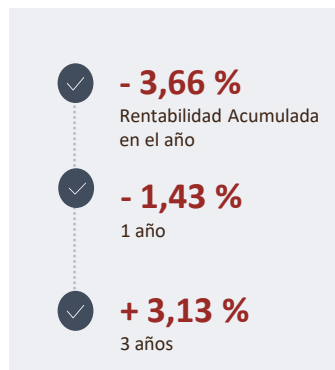 - 3,66 %
Rentabilidad Acumulada
en el año
- 1,43 %
1 año
+ 3,13 %
3 años